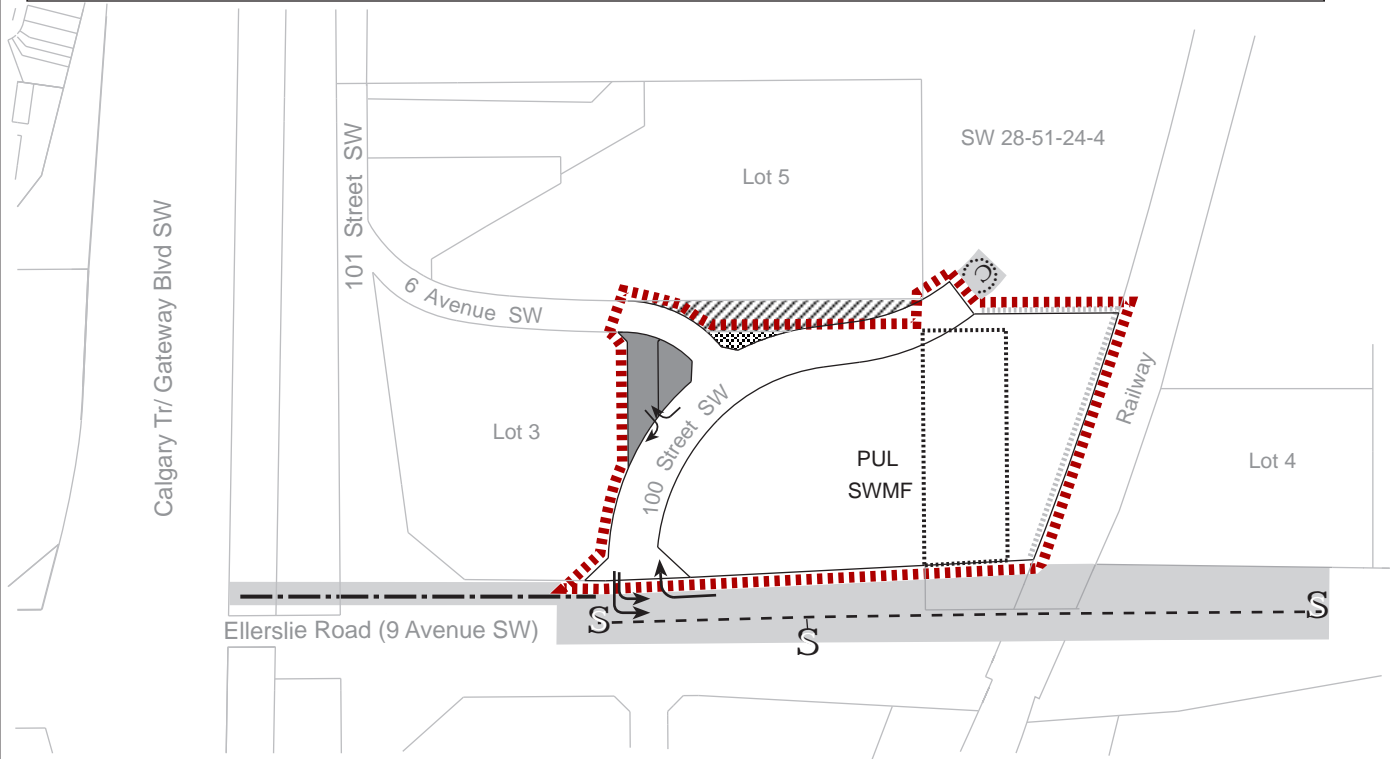 SW 28-51-24-4
Lot 5
101 Street SW
Calgary Tr/ Gateway Blvd SW
C
6 Avenue SW
Railway
100 Street SW
Lot 3
PUL
SWMF
Lot 4
S
S
S
Ellerslie Road (9 Avenue SW)